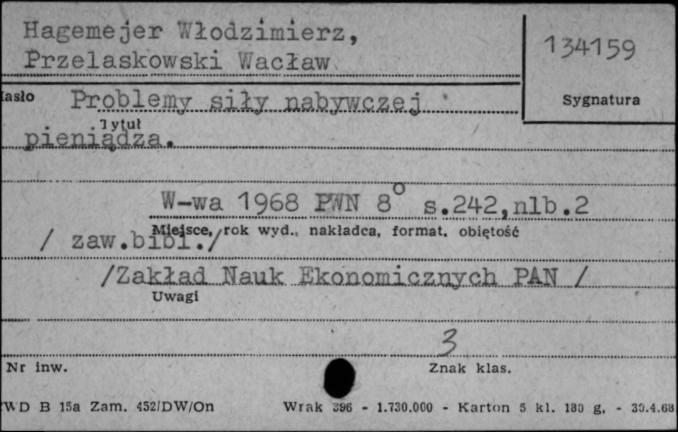 Hagemejer Włodzimierz,
Przelaskowski Wacław
134159
Sygnatura
Problemy siły nabywczej
Tytuł
pieniądza.
W-wa 1968 PWN 8° s.242,nlb.2
Miejsce, rok wyd., nakładca, format, objętość
/ zaw.bibl./
/Zakład Nauk Ekonomicznych PAN /
Uwagi
3
Nr inw.
Znak klas.
B 15a Zam. 452/DW/On Wrak 396 - 1.730.000 - Karton 5 kl. 180 g. - 30.4.68